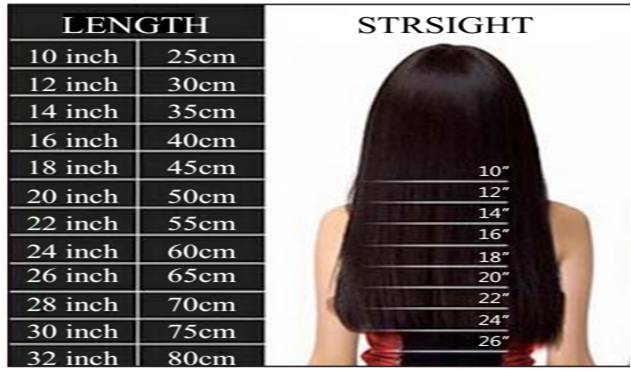 LENGTH
10 inch 25cm
12 inch 30cm
14 inch 35cm
16 inch 40cm
18 inch 45cm
20 inch 50cm
22 inch 55cm
24 inch 60cm
26 inch 65cm
28 inch 70cm
30 inch 75cm
32 inch 80cm
STRSIGHT
10”
12”
14”
16”
18”
20”
22”
24”
26”